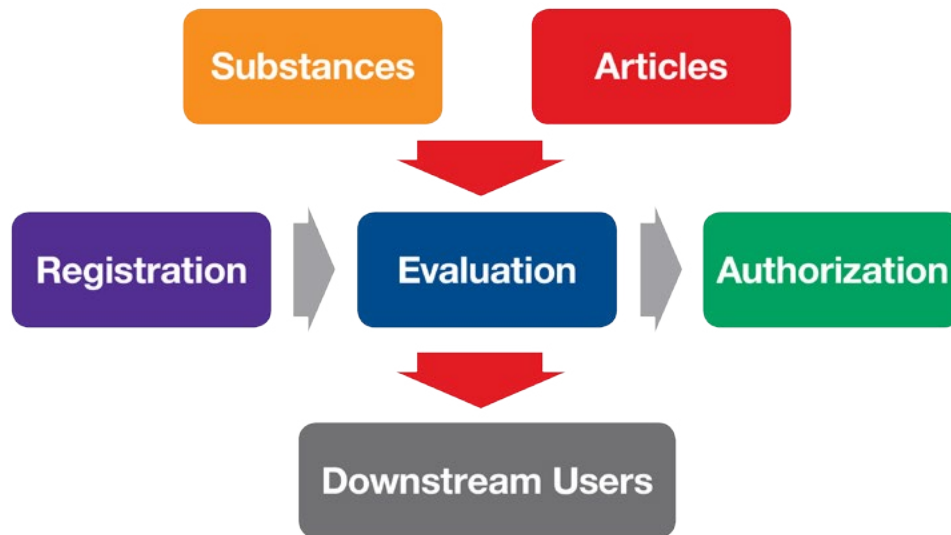 Substances
Articles
Registration
Evaluation
Authorization
Downstream Users